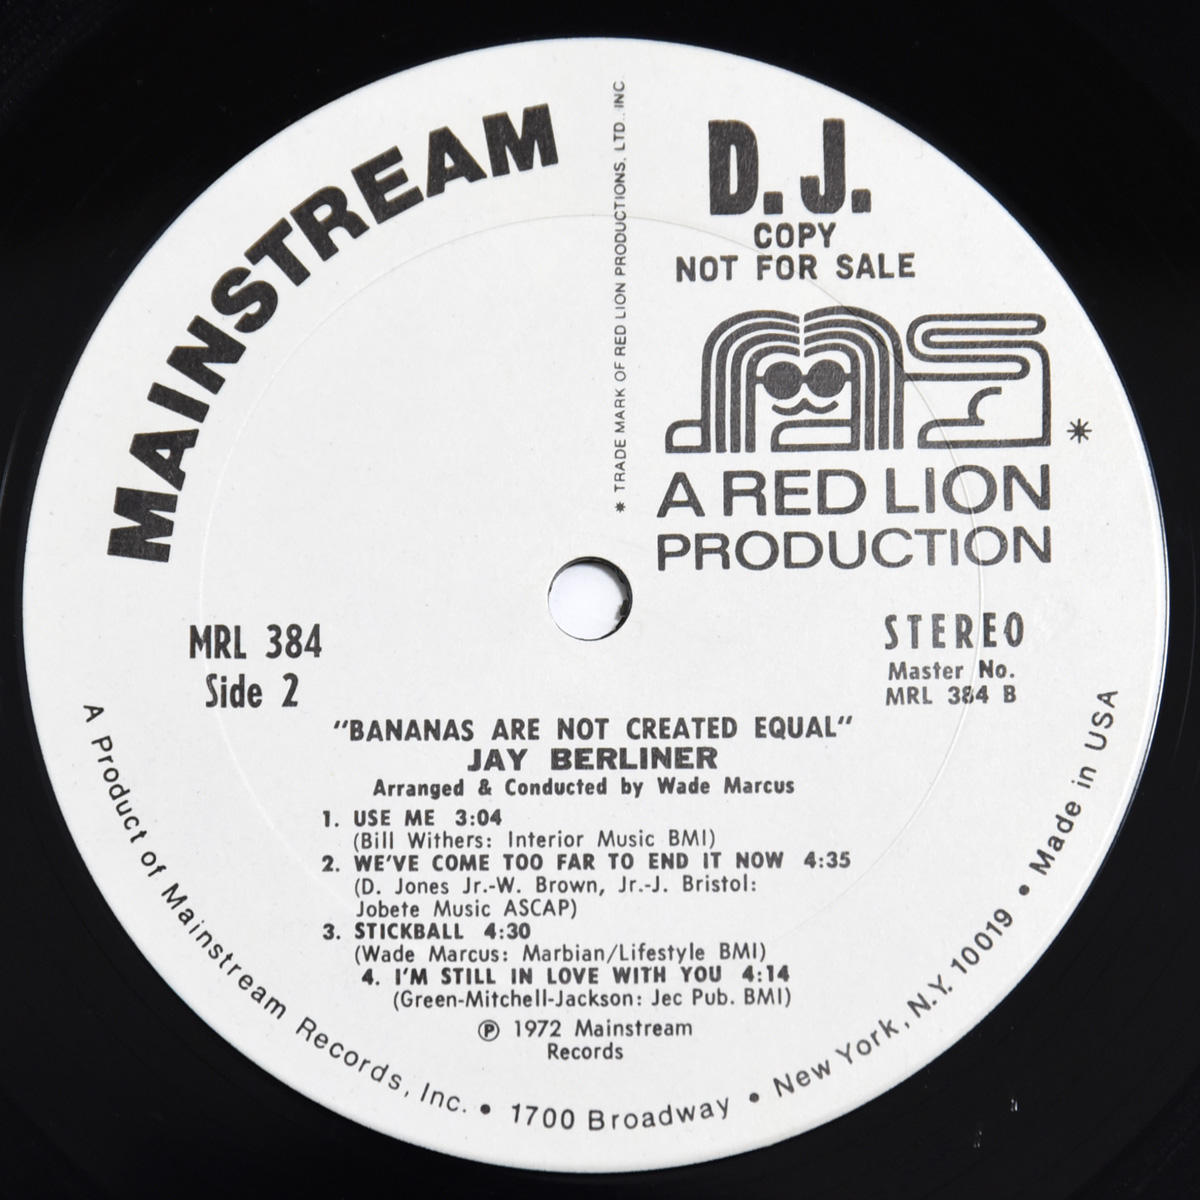 MAINSTREAM
* TRADE MARK OF RED LION PRODUCTIONS, LTD., INC.
D.J.
COPY
NOT FOR SALE
ms *
A RED LION
PRODUCTION
MRL 384
Side 2
STEREO
Master No.
MRL 384 B
"BANANAS ARE NOT CREATED EQUAL"
JAY BERLINER
Arranged & Conducted by Wade Marcus
1. USE ME 3:04
(Bill Withers: Interior Music BMI)
2. WE'VE COME TOO FAR TO END IT NOW 4:35
(D. Jones Jr.-W. Brown, Jr.-J. Bristol:
Jobete Music ASCAP)
3. STICKBALL 4:30
(Wade Marcus: Marbian/Lifestyle BMI)
4. I'M STILL IN LOVE WITH YOU 4:14
(Green-Mitchell-Jackson: Jec Pub. BMI)
℗ 1972 Mainstream
Records
A Product of Mainstream Records, Inc. • 1700 Broadway • New York, N.Y. 10019 • Made in USA